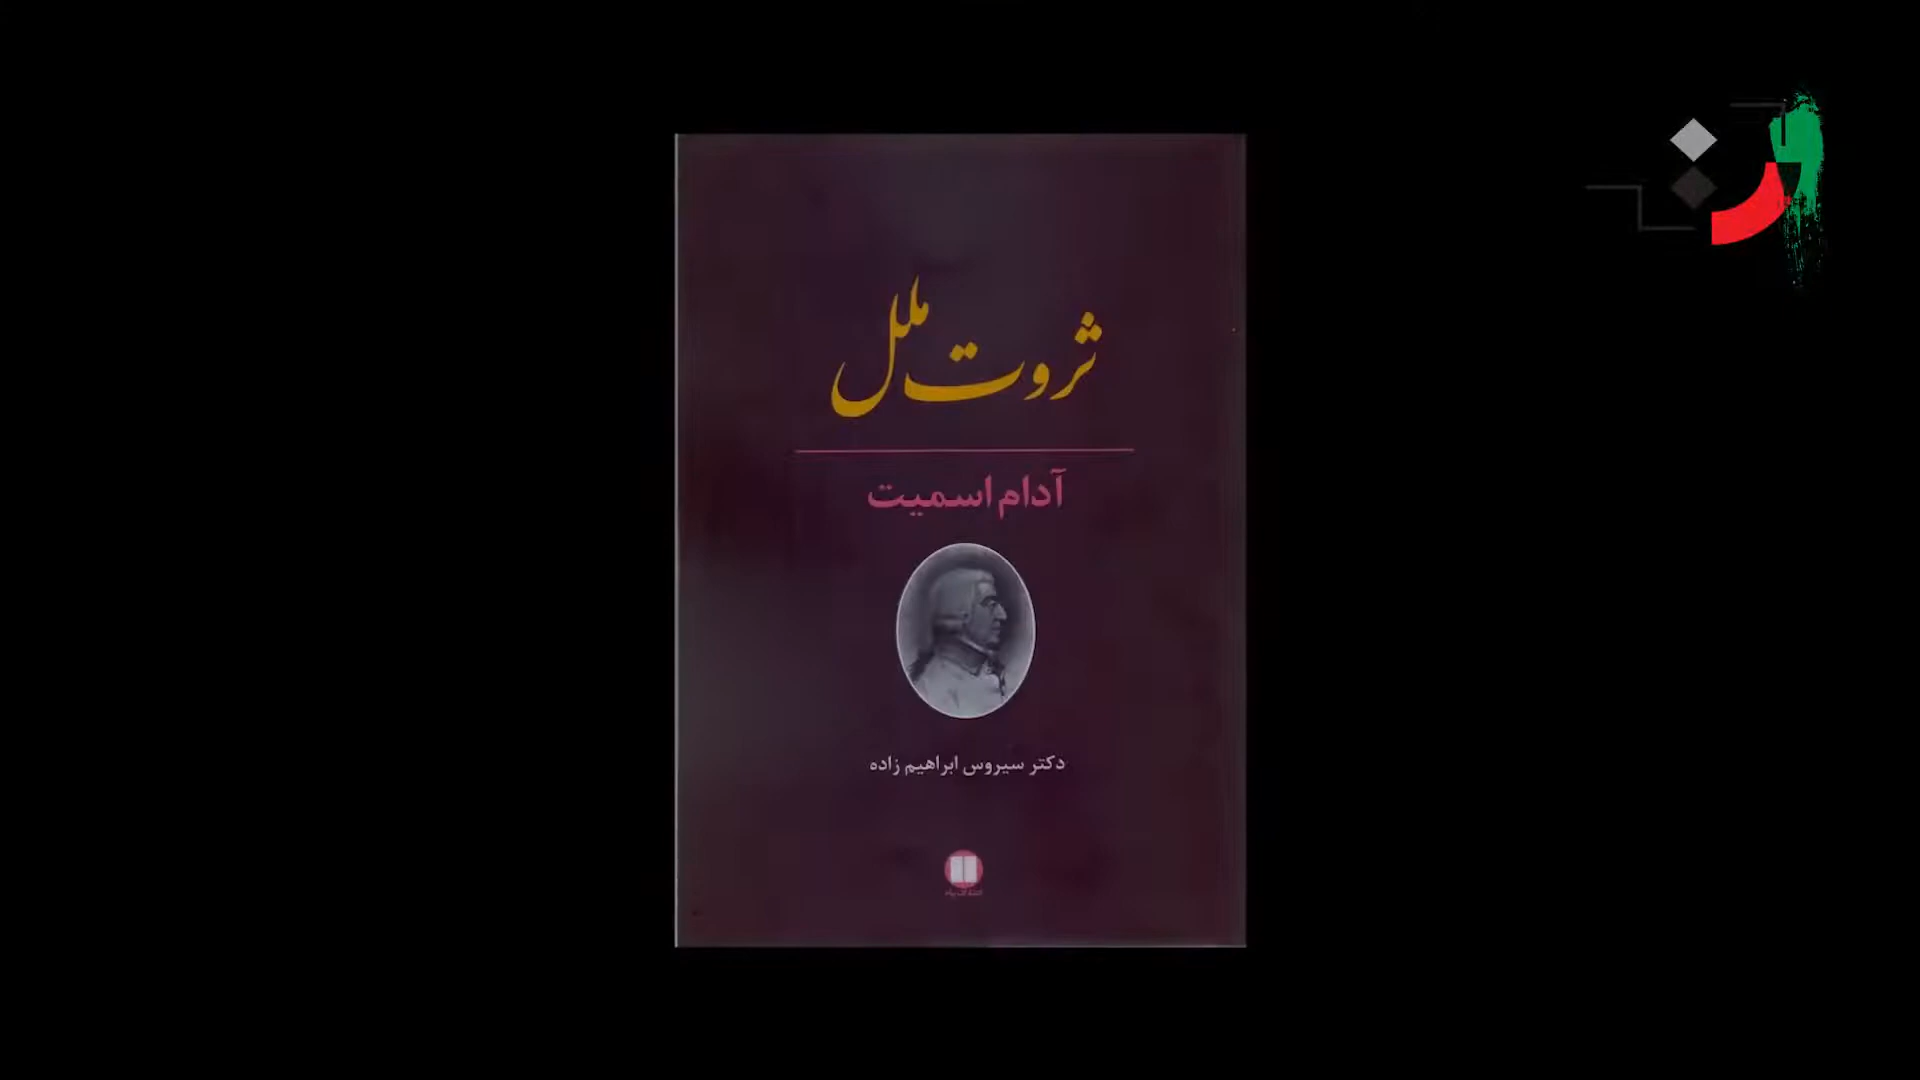 ثروت ملل
آدام اسمیت
دکتر سیروس ابراهیم زاده